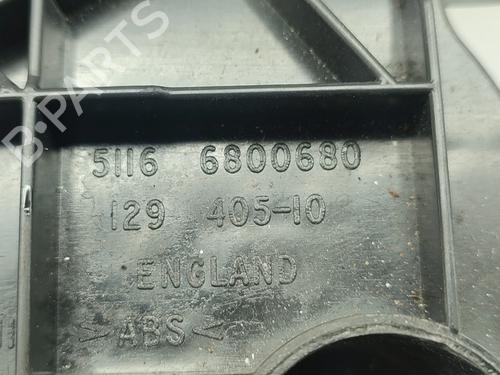 B-PARTS
5116 6800680
129 405-10
ENGLAND
>ABS<